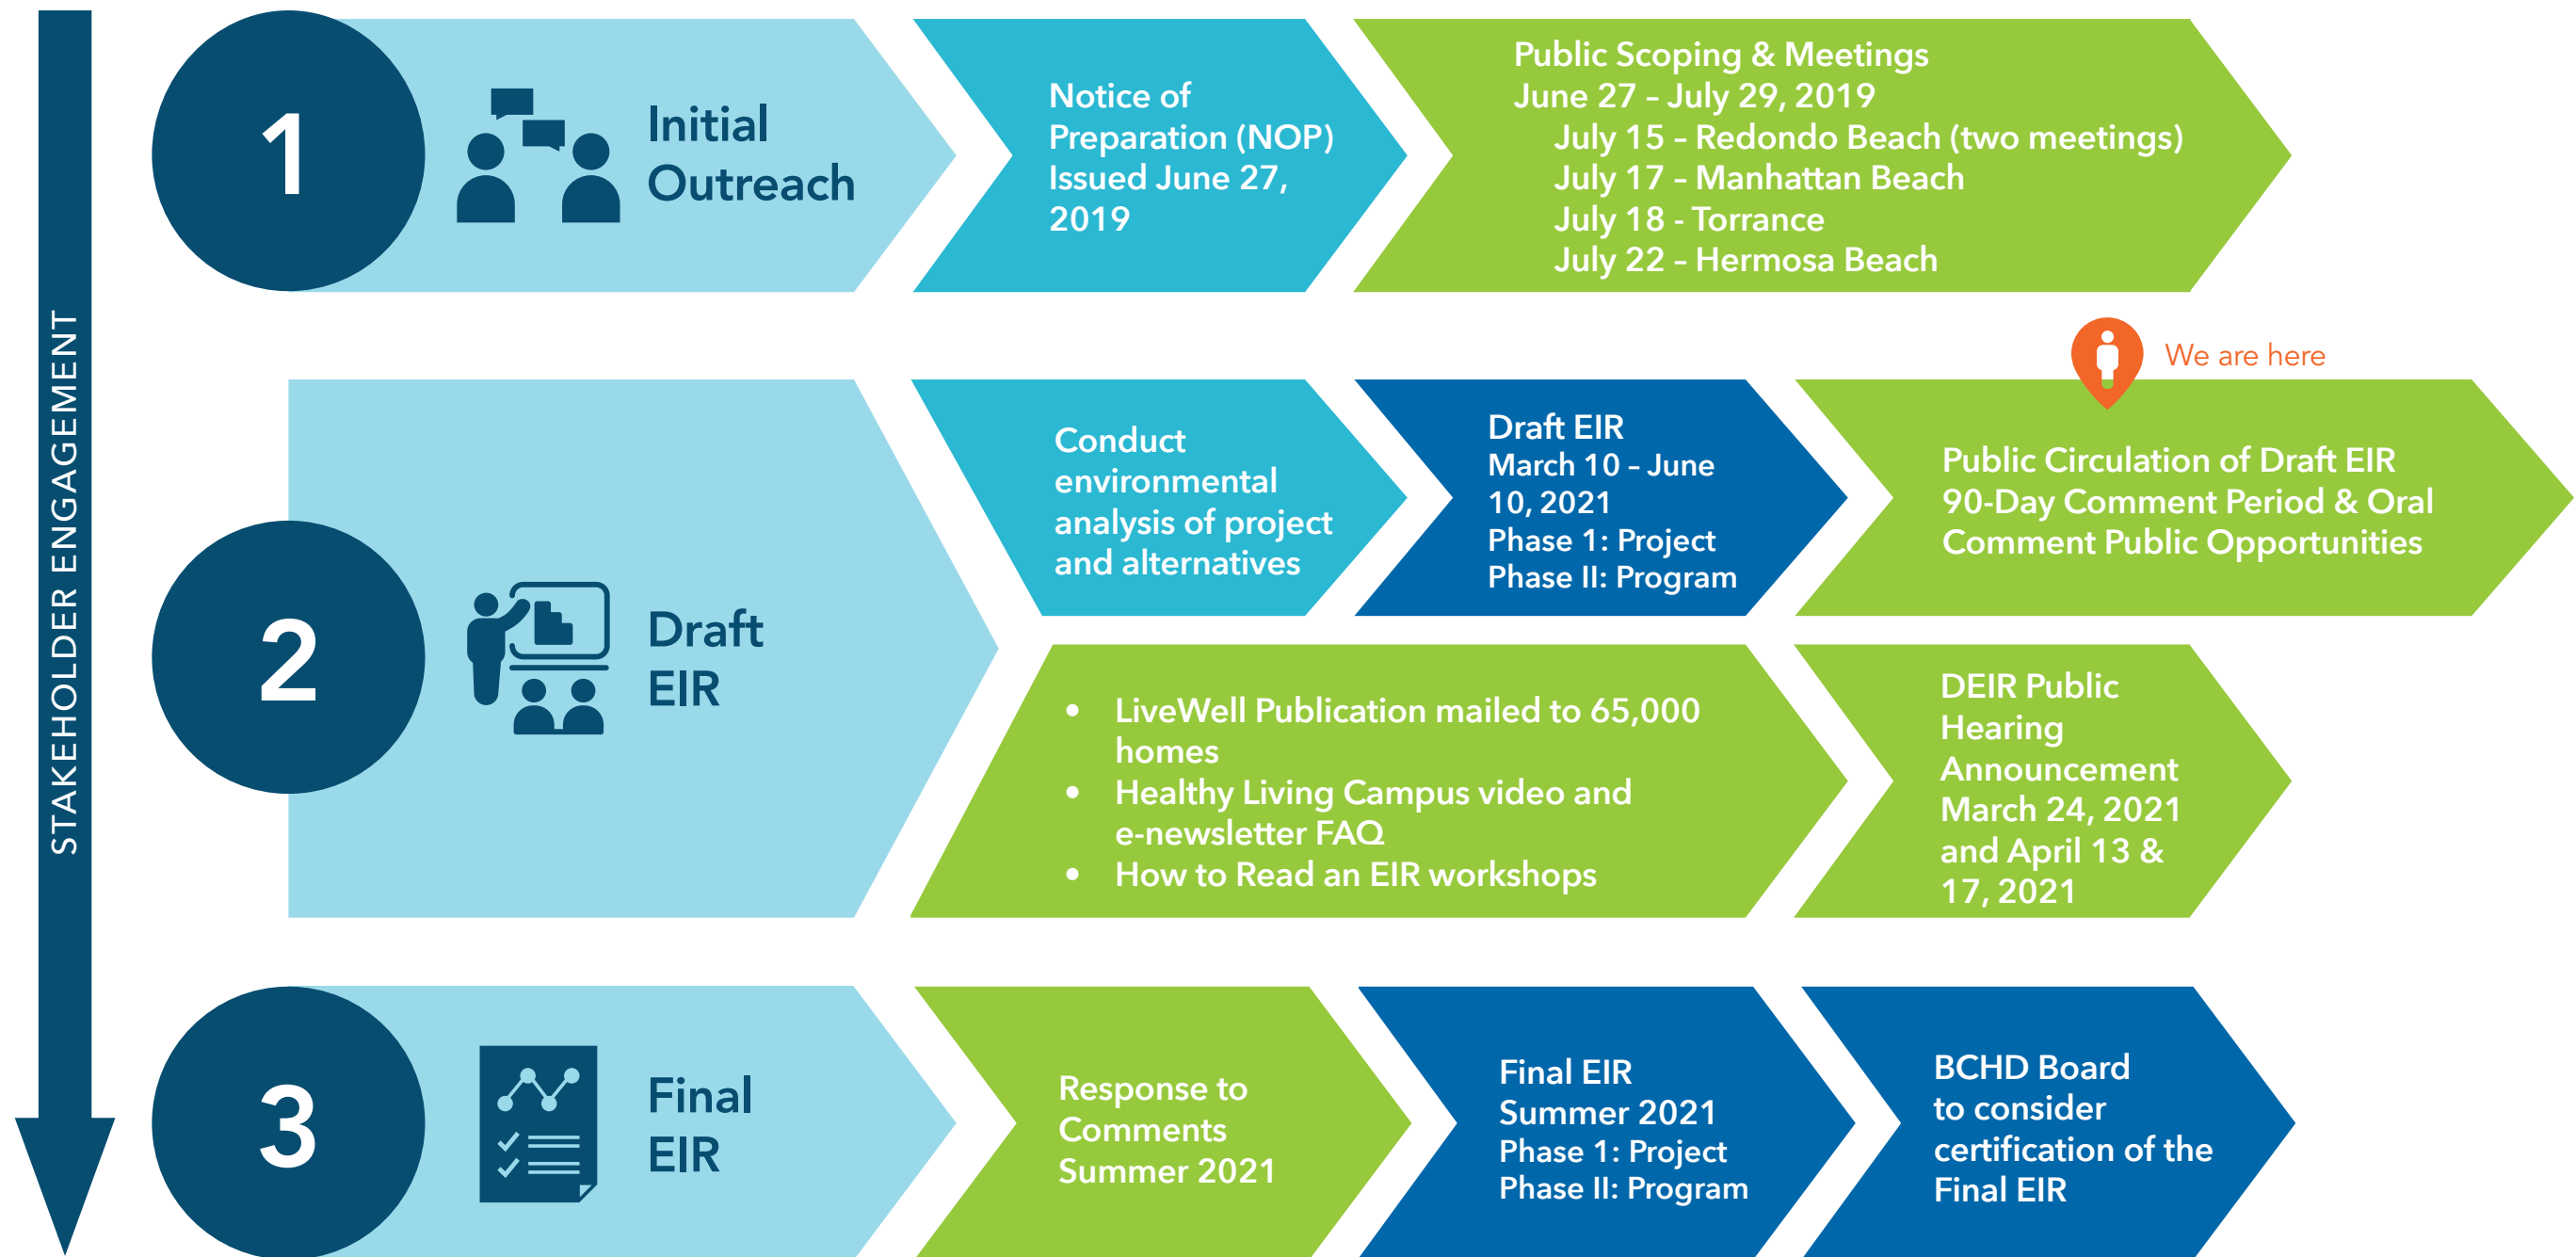 STAKEHOLDER ENGAGEMENT
1
Initial
Outreach
Notice of
Preparation (NOP)
Issued June 27,
2019
Public Scoping & Meetings
June 27 – July 29, 2019
July 15 – Redondo Beach (two meetings)
July 17 – Manhattan Beach
July 18 - Torrance
July 22 – Hermosa Beach
We are here
2
Draft
EIR
Conduct
environmental
analysis of project
and alternatives
Draft EIR
March 10 – June
10, 2021
Phase 1: Project
Phase II: Program
Public Circulation of Draft EIR
90-Day Comment Period & Oral
Comment Public Opportunities
• LiveWell Publication mailed to 65,000
homes
• Healthy Living Campus video and
e-newsletter FAQ
• How to Read an EIR workshops
DEIR Public
Hearing
Announcement
March 24, 2021
and April 13 &
17, 2021
3
Final
EIR
Response to
Comments
Summer 2021
Final EIR
Summer 2021
Phase 1: Project
Phase II: Program
BCHD Board
to consider
certification of the
Final EIR